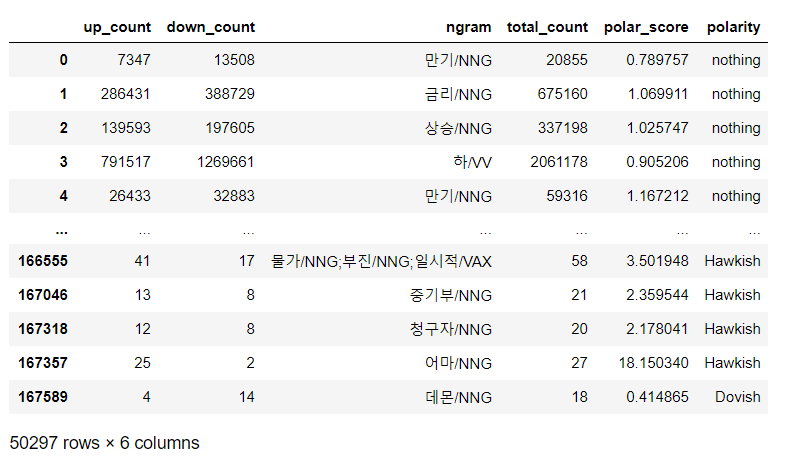 up_count down_count ngram total_count polar_score polarity
0 7347 13508 만기/NNG 20855 0.789757 nothing
1 286431 388729 금리/NNG 675160 1.069911 nothing
2 139593 197605 상승/NNG 337198 1.025747 nothing
3 791517 1269661 하/VV 2061178 0.905206 nothing
4 26433 32883 만기/NNG 59316 1.167212 nothing
... ... ... ... ... ... ...
166555 41 17 물가/NNG;부진/NNG;일시적/VAX 58 3.501948 Hawkish
167046 13 8 중기부/NNG 21 2.359544 Hawkish
167318 12 8 청구자/NNG 20 2.178041 Hawkish
167357 25 2 어마/NNG 27 18.150340 Hawkish
167589 4 14 데몬/NNG 18 0.414865 Dovish
50297 rows × 6 columns